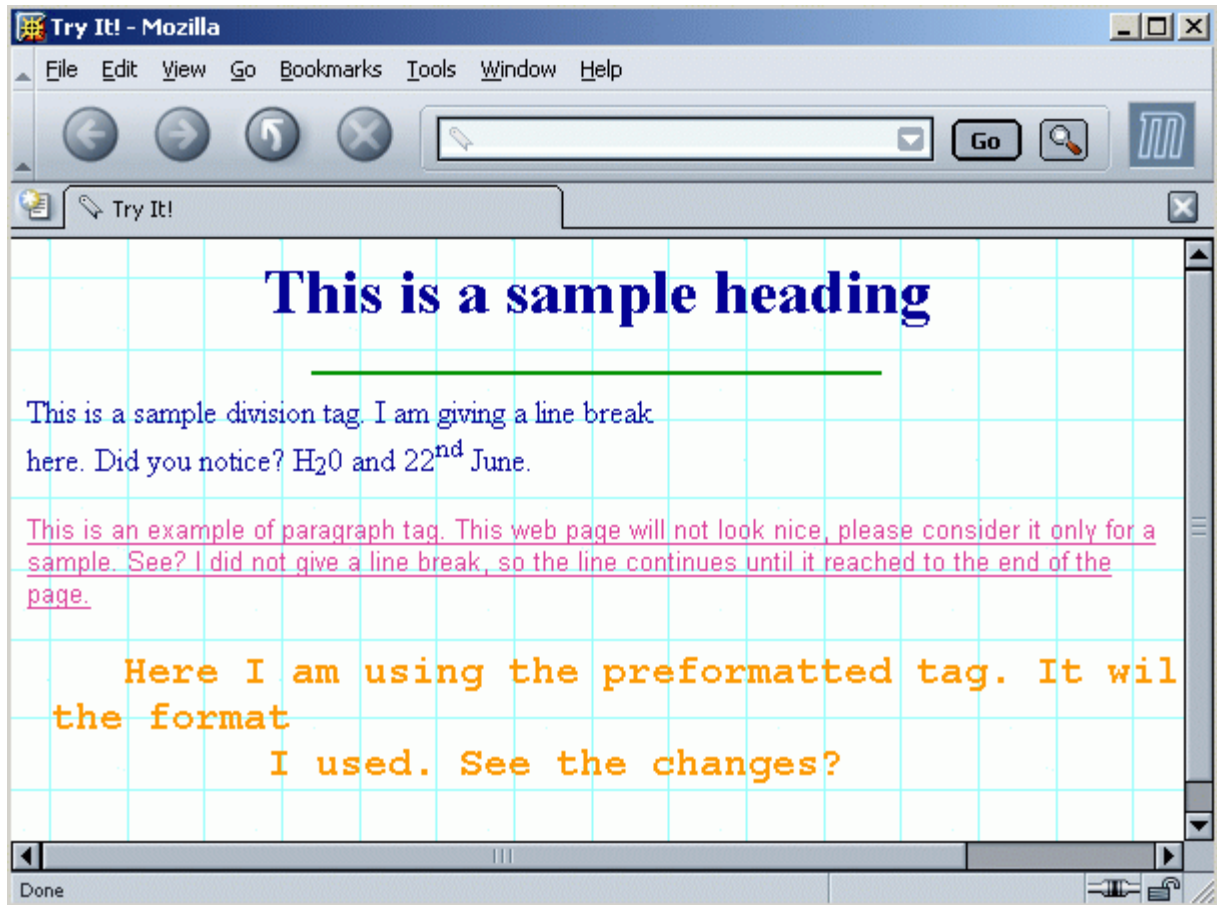 Try It! - Mozilla
File Edit View Go Bookmarks Tools Window Help
Go
Try It!
This is a sample heading
This is a sample division tag. I am giving a line break
here. Did you notice? H₂0 and 22ⁿᵈ June.
This is an example of paragraph tag. This web page will not look nice, please consider it only for a
sample. See? I did not give a line break, so the line continues until it reached to the end of the
page.
Here I am using the preformatted tag. It wil
the format
I used. See the changes?
Done